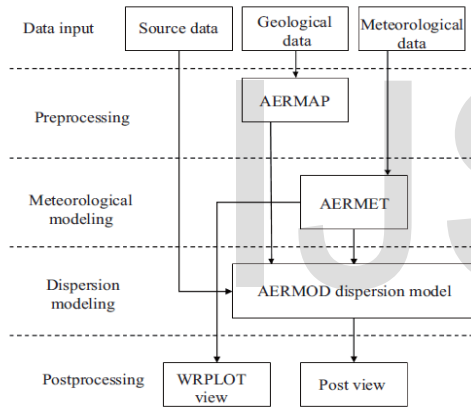 Data input
Source data
Geological
data
Meteorological
data
Preprocessing
AERMAP
Meteorological
modeling
AERMET
Dispersion
modeling
AERMOD dispersion model
Postprocessing
WRPLOT
view
Post view
IJS